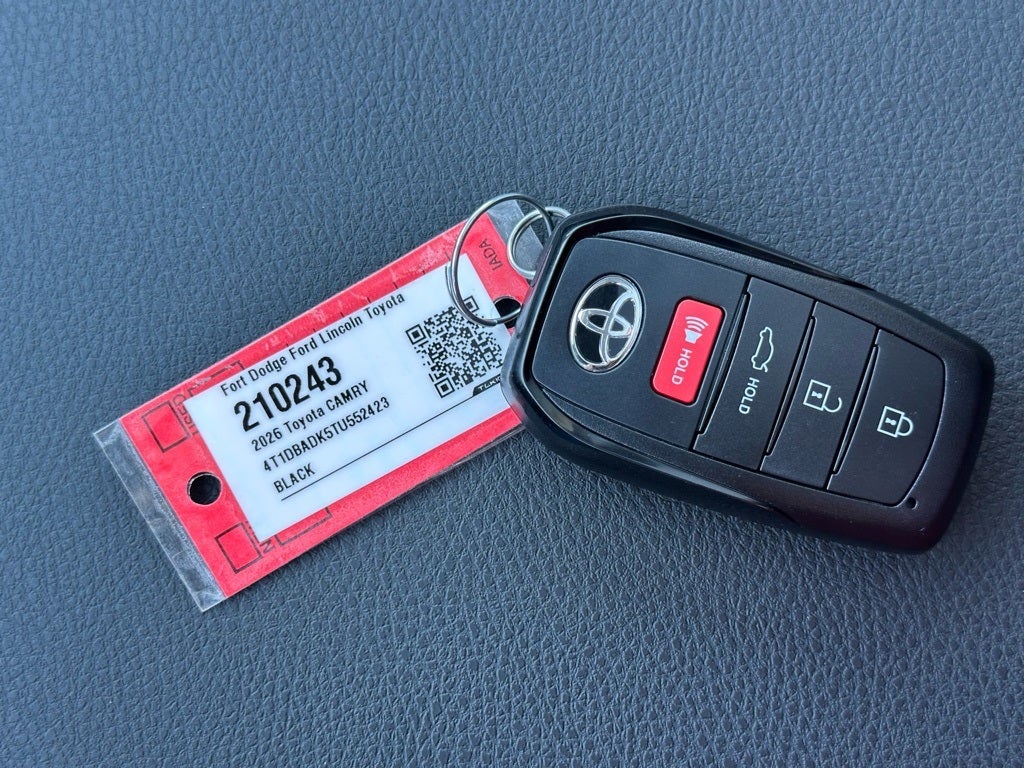 Fort Dodge Ford Lincoln Toyota
210243
2026 Toyota CAMRY
4T1DBADK5TU552423
BLACK
IADA
HOLD
HOLD